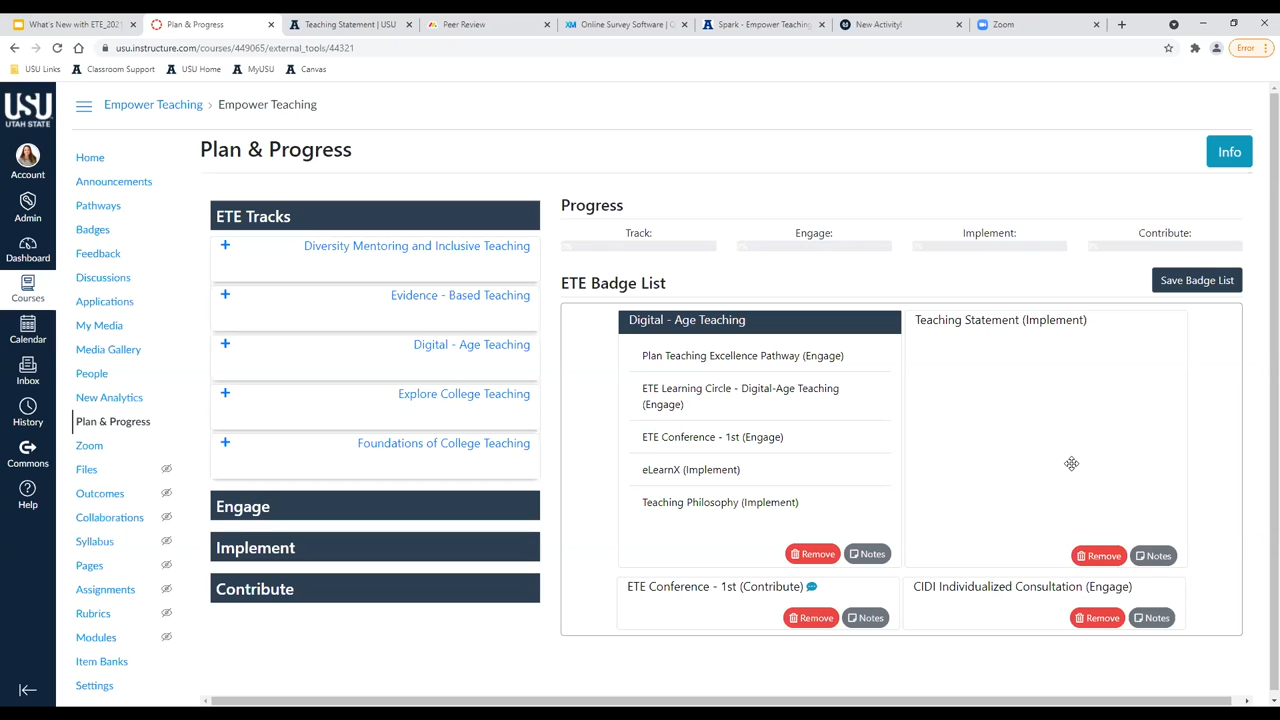 What's New with ETE_2021
Plan & Progress
Teaching Statement | USU
Peer Review
Online Survey Software | Q
Spark - Empower Teaching
New Activity!
Zoom
usu.instructure.com/courses/449065/external_tools/44321
Error
USU Links
Classroom Support
USU Home
MyUSU
Canvas
USU
UTAH STATE
Account
Admin
Dashboard
Courses
Calendar
Inbox
History
Commons
Help
Empower Teaching > Empower Teaching
Home
Announcements
Pathways
Badges
Feedback
Discussions
Applications
My Media
Media Gallery
People
New Analytics
Plan & Progress
Zoom
Files
Outcomes
Collaborations
Syllabus
Pages
Assignments
Rubrics
Modules
Item Banks
Settings
Plan & Progress
Info
ETE Tracks
Diversity Mentoring and Inclusive Teaching
Evidence - Based Teaching
Digital - Age Teaching
Explore College Teaching
Foundations of College Teaching
Engage
Implement
Contribute
Progress
Track:
Engage:
Implement:
Contribute:
ETE Badge List
Save Badge List
Digital - Age Teaching
Plan Teaching Excellence Pathway (Engage)
ETE Learning Circle - Digital-Age Teaching
(Engage)
ETE Conference - 1st (Engage)
eLearnX (Implement)
Teaching Philosophy (Implement)
Remove
Notes
Teaching Statement (Implement)
Remove
Notes
ETE Conference - 1st (Contribute)
Remove
Notes
CIDI Individualized Consultation (Engage)
Remove
Notes